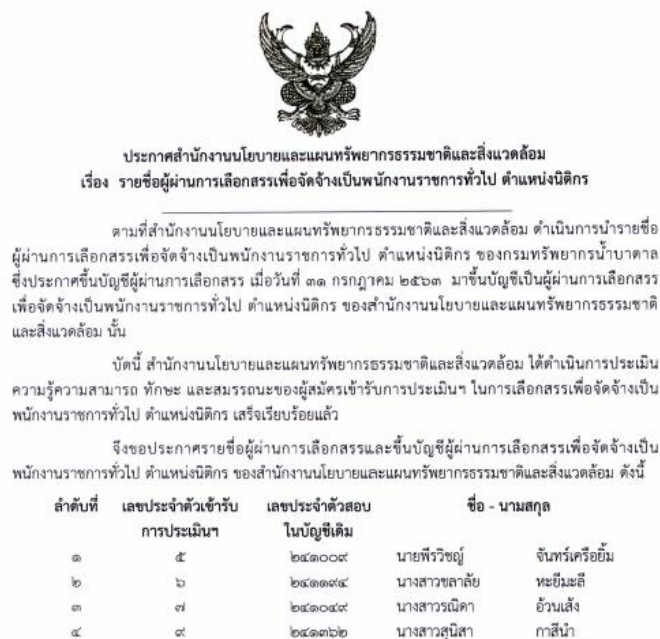 ประกาศสำนักงานนโยบายและแผนทรัพยากรธรรมชาติและสิ่งแวดล้อม
เรื่อง รายชื่อผู้ผ่านการเลือกสรรเพื่อจัดจ้างเป็นพนักงานราชการทั่วไป ตำแหน่งนิติกร
ตามที่สำนักงานนโยบายและแผนทรัพยากรธรรมชาติและสิ่งแวดล้อม ดำเนินการนำรายชื่อ
ผู้ผ่านการเลือกสรรเพื่อจัดจ้างเป็นพนักงานราชการทั่วไป ตำแหน่งนิติกร ของกรมทรัพยากรน้ำบาดาล
ซึ่งประกาศขึ้นบัญชีผู้ผ่านการเลือกสรร เมื่อวันที่ ๓๑ กรกฎาคม ๒๕๖๓ มาขึ้นบัญชีเป็นผู้ผ่านการเลือกสรร
เพื่อจัดจ้างเป็นพนักงานราชการทั่วไป ตำแหน่งนิติกร ของสำนักงานนโยบายและแผนทรัพยากรธรรมชาติ
และสิ่งแวดล้อม นั้น
บัดนี้ สำนักงานนโยบายและแผนทรัพยากรธรรมชาติและสิ่งแวดล้อม ได้ดำเนินการประเมิน
ความรู้ความสามารถ ทักษะ และสมรรถนะของผู้สมัครเข้ารับการประเมินฯ ในการเลือกสรรเพื่อจัดจ้างเป็น
พนักงานราชการทั่วไป ตำแหน่งนิติกร เสร็จเรียบร้อยแล้ว
จึงขอประกาศรายชื่อผู้ผ่านการเลือกสรรและขึ้นบัญชีผู้ผ่านการเลือกสรรเพื่อจัดจ้างเป็น
พนักงานราชการทั่วไป ตำแหน่งนิติกร ของสำนักงานนโยบายและแผนทรัพยากรธรรมชาติและสิ่งแวดล้อม ดังนี้
ลำดับที่ เลขประจำตัวเข้ารับ เลขประจำตัวสอบ ชื่อ - นามสกุล
การประเมินฯ ในบัญชีเดิม
๑ ๕ ๒๔๑๐๐๙ นายพีรวิชญ์ จันทร์เครือยิ้ม
๒ ๖ ๒๔๑๑๙๔ นางสาวชลาลัย หะยีมะลี
๓ ๗ ๒๔๑๐๔๙ นางสาวรณิดา อ้วนเส้ง
๔ ๙ ๒๔๑๓๖๒ นางสาวสุนิสา กาสีนำ